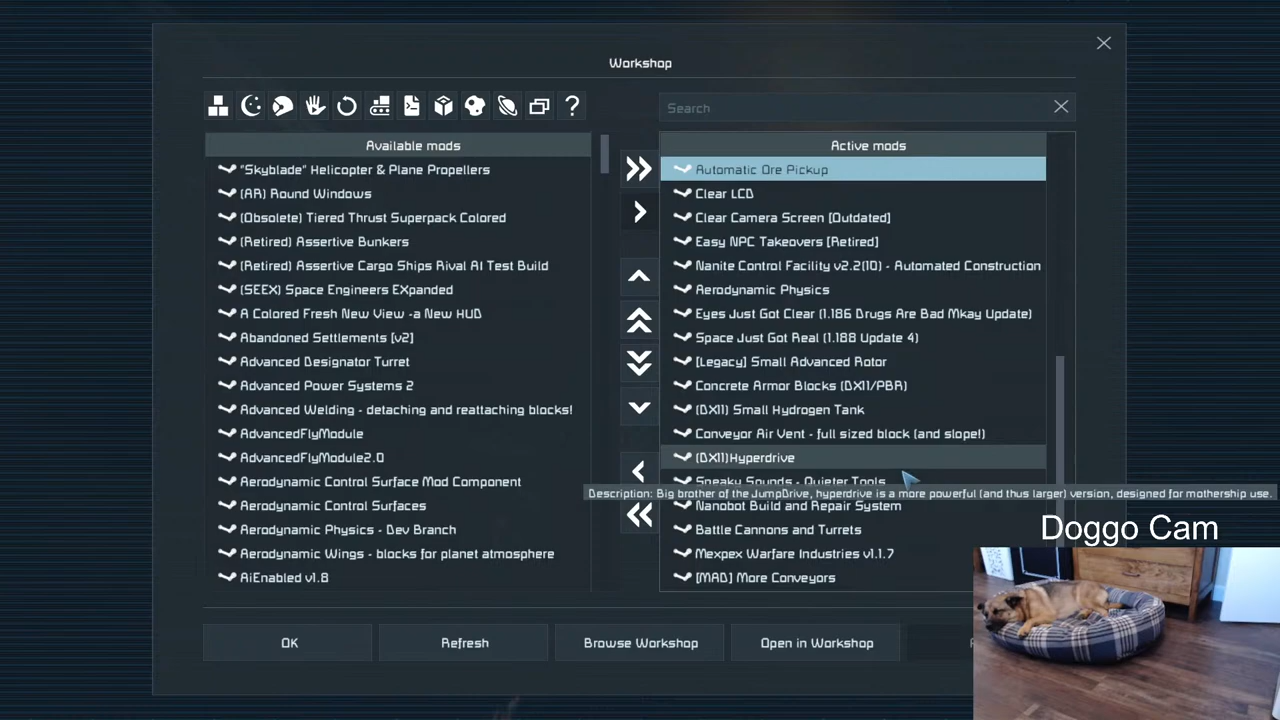 Workshop
Search
Available mods
"Skyblade" Helicopter & Plane Propellers
(AR) Round Windows
(Obsolete) Tiered Thrust Superpack Colored
(Retired) Assertive Bunkers
(Retired) Assertive Cargo Ships Rival AI Test Build
(SEEX) Space Engineers EXpanded
A Colored Fresh New View -a New HUD
Abandoned Settlements [v2]
Advanced Designator Turret
Advanced Power Systems 2
Advanced Welding - detaching and reattaching blocks!
AdvancedFlyModule
AdvancedFlyModule2.0
Aerodynamic Control Surface Mod Component
Aerodynamic Control Surfaces
Aerodynamic Physics - Dev Branch
Aerodynamic Wings - blocks for planet atmosphere
AiEnabled v1.8
Active mods
Automatic Ore Pickup
Clear LCD
Clear Camera Screen [Outdated]
Easy NPC Takeovers [Retired]
Nanite Control Facility v2.2(10) - Automated Construction
Aerodynamic Physics
Eyes Just Got Clear (1.186 Drugs Are Bad Mkay Update)
Space Just Got Real (1.188 Update 4)
[Legacy] Small Advanced Rotor
Concrete Armor Blocks (DX11/PBR)
(DX11) Small Hydrogen Tank
Conveyor Air Vent - full sized block (and slope!)
(DX11)Hyperdrive
Sneaky Sounds - Quieter Tools
Description: Big brother of the JumpDrive, hyperdrive is a more powerful (and thus larger) version, designed for mothership use.
Nanobot Build and Repair System
Battle Cannons and Turrets
Mexpex Warfare Industries v1.1.7
[MAD] More Conveyors
Doggo Cam
OK
Refresh
Browse Workshop
Open in Workshop